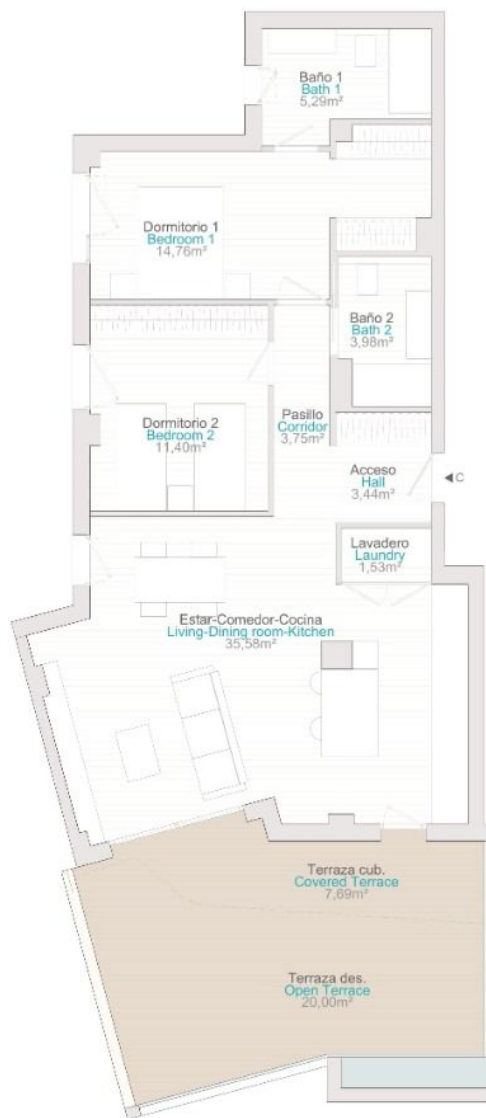 Baño 1
Bath 1
5,29m²
Dormitorio 1
Bedroom 1
14,76m²
Baño 2
Bath 2
3,98m²
Dormitorio 2
Bedroom 2
11,40m²
Pasillo
Corridor
3,75m²
Acceso
Hall
3,44m²
◄C
Lavadero
Laundry
1,53m²
Estar-Comedor-Cocina
Living-Dining room-Kitchen
35,58m²
Terraza cub.
Covered Terrace
7,69m²
Terraza des.
Open Terrace
20,00m²